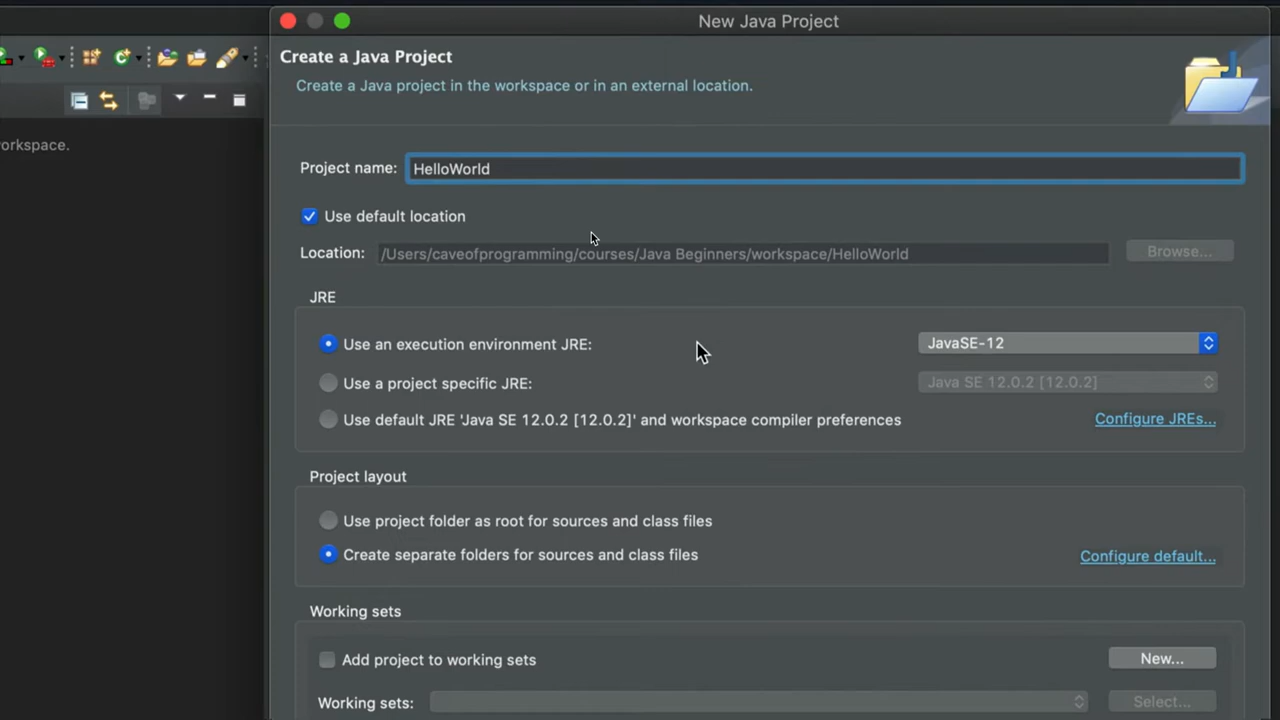 New Java Project
Create a Java Project
Create a Java project in the workspace or in an external location.
orkspace.
Project name: HelloWorld
Use default location
Location: /Users/caveofprogramming/courses/Java Beginners/workspace/HelloWorld Browse...
JRE
Use an execution environment JRE: JavaSE-12
Use a project specific JRE: Java SE 12.0.2 [12.0.2]
Use default JRE 'Java SE 12.0.2 [12.0.2]' and workspace compiler preferences Configure JREs...
Project layout
Use project folder as root for sources and class files
Create separate folders for sources and class files Configure default...
Working sets
Add project to working sets New...
Working sets: Select...